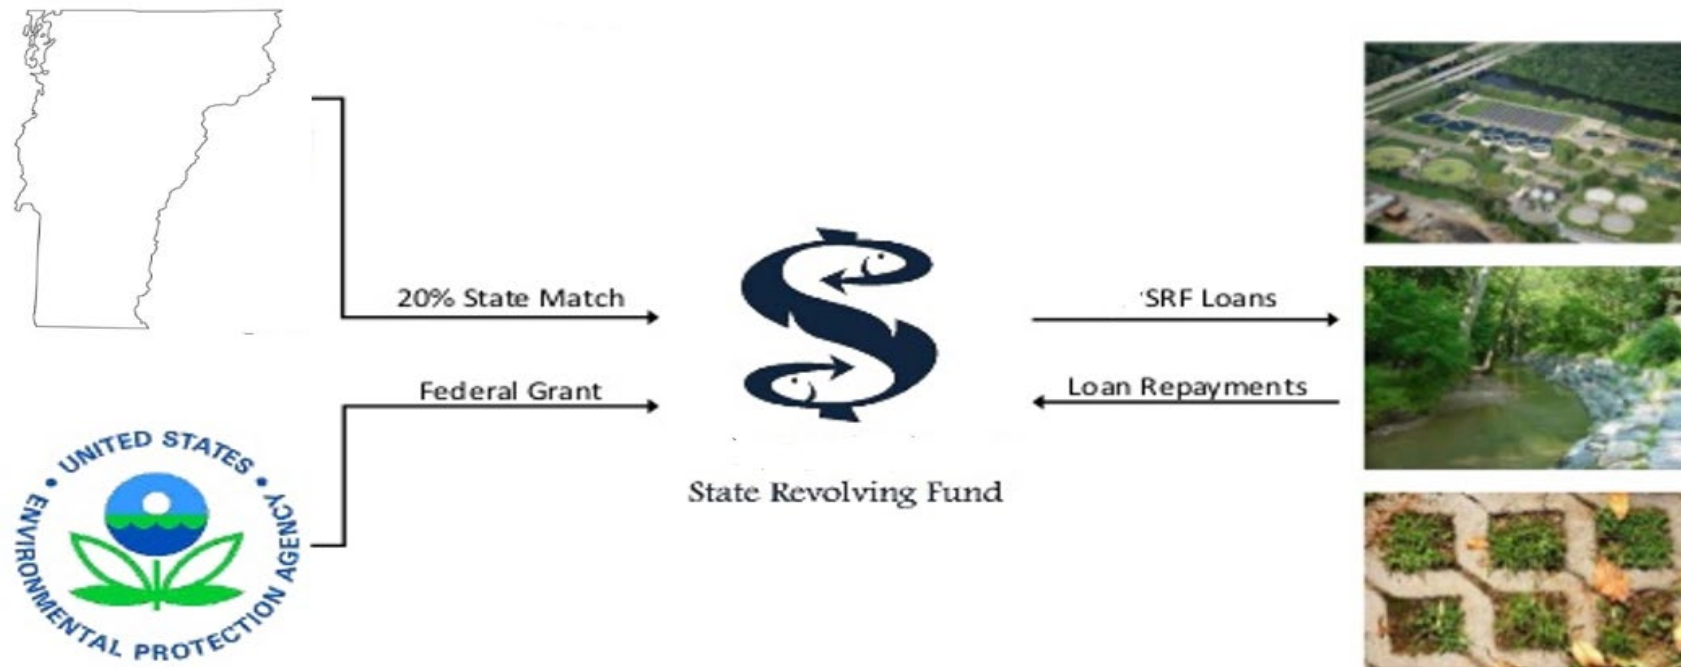 20% State Match
Federal Grant
UNITED STATES
ENVIRONMENTAL PROTECTION AGENCY
State Revolving Fund
SRF Loans
Loan Repayments